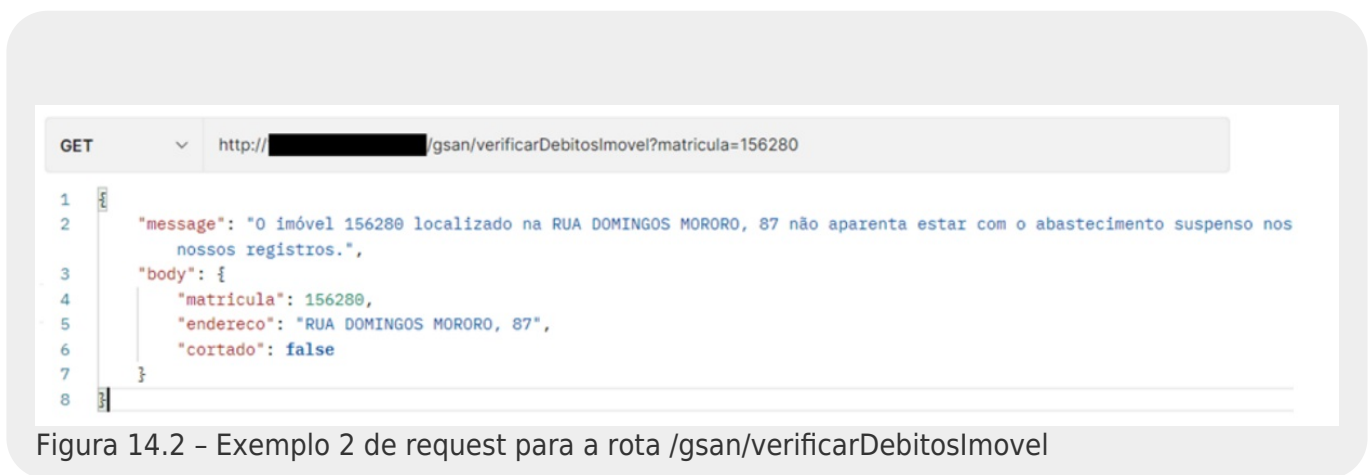 GET http:// /gsan/verificarDebitosImovel?matricula=156280
1 {
2 "message": "O imóvel 156280 localizado na RUA DOMINGOS MORORO, 87 não aparenta estar com o abastecimento suspenso nos
nossos registros.",
3 "body": {
4 "matricula": 156280,
5 "endereco": "RUA DOMINGOS MORORO, 87",
6 "cortado": false
7 }
8 }
Figura 14.2 – Exemplo 2 de request para a rota /gsan/verificarDebitosImovel